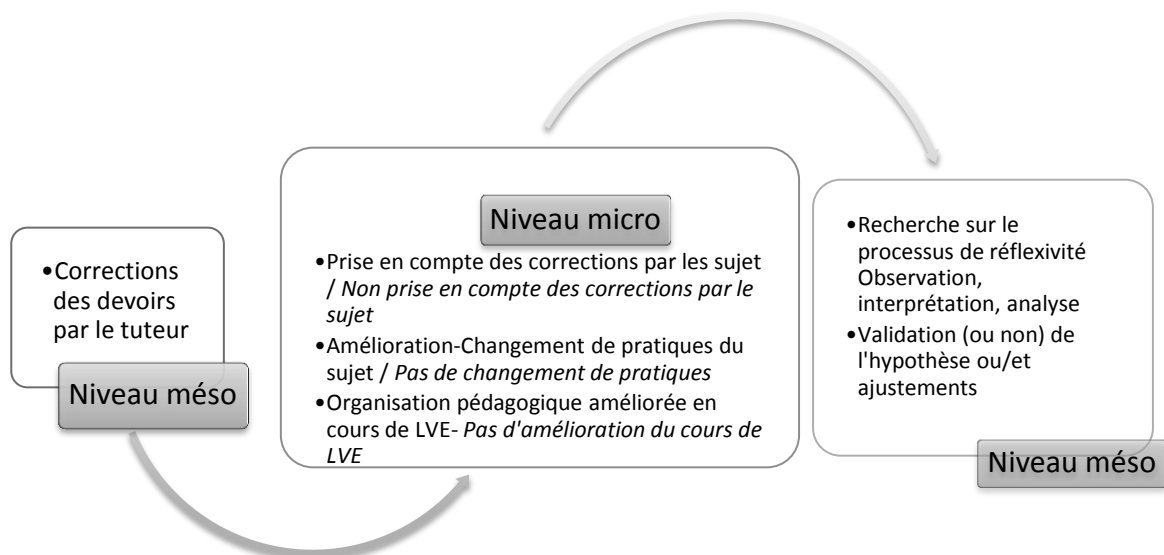 •Corrections
des devoirs
par le tuteur
Niveau méso
Niveau micro
•Prise en compte des corrections par les sujet
/ Non prise en compte des corrections par le
sujet
•Amélioration-Changement de pratiques du
sujet / Pas de changement de pratiques
•Organisation pédagogique améliorée en
cours de LVE- Pas d'amélioration du cours de
LVE
•Recherche sur le
processus de réflexivité
Observation,
interprétation, analyse
•Validation (ou non) de
l'hypothèse ou/et
ajustements
Niveau méso